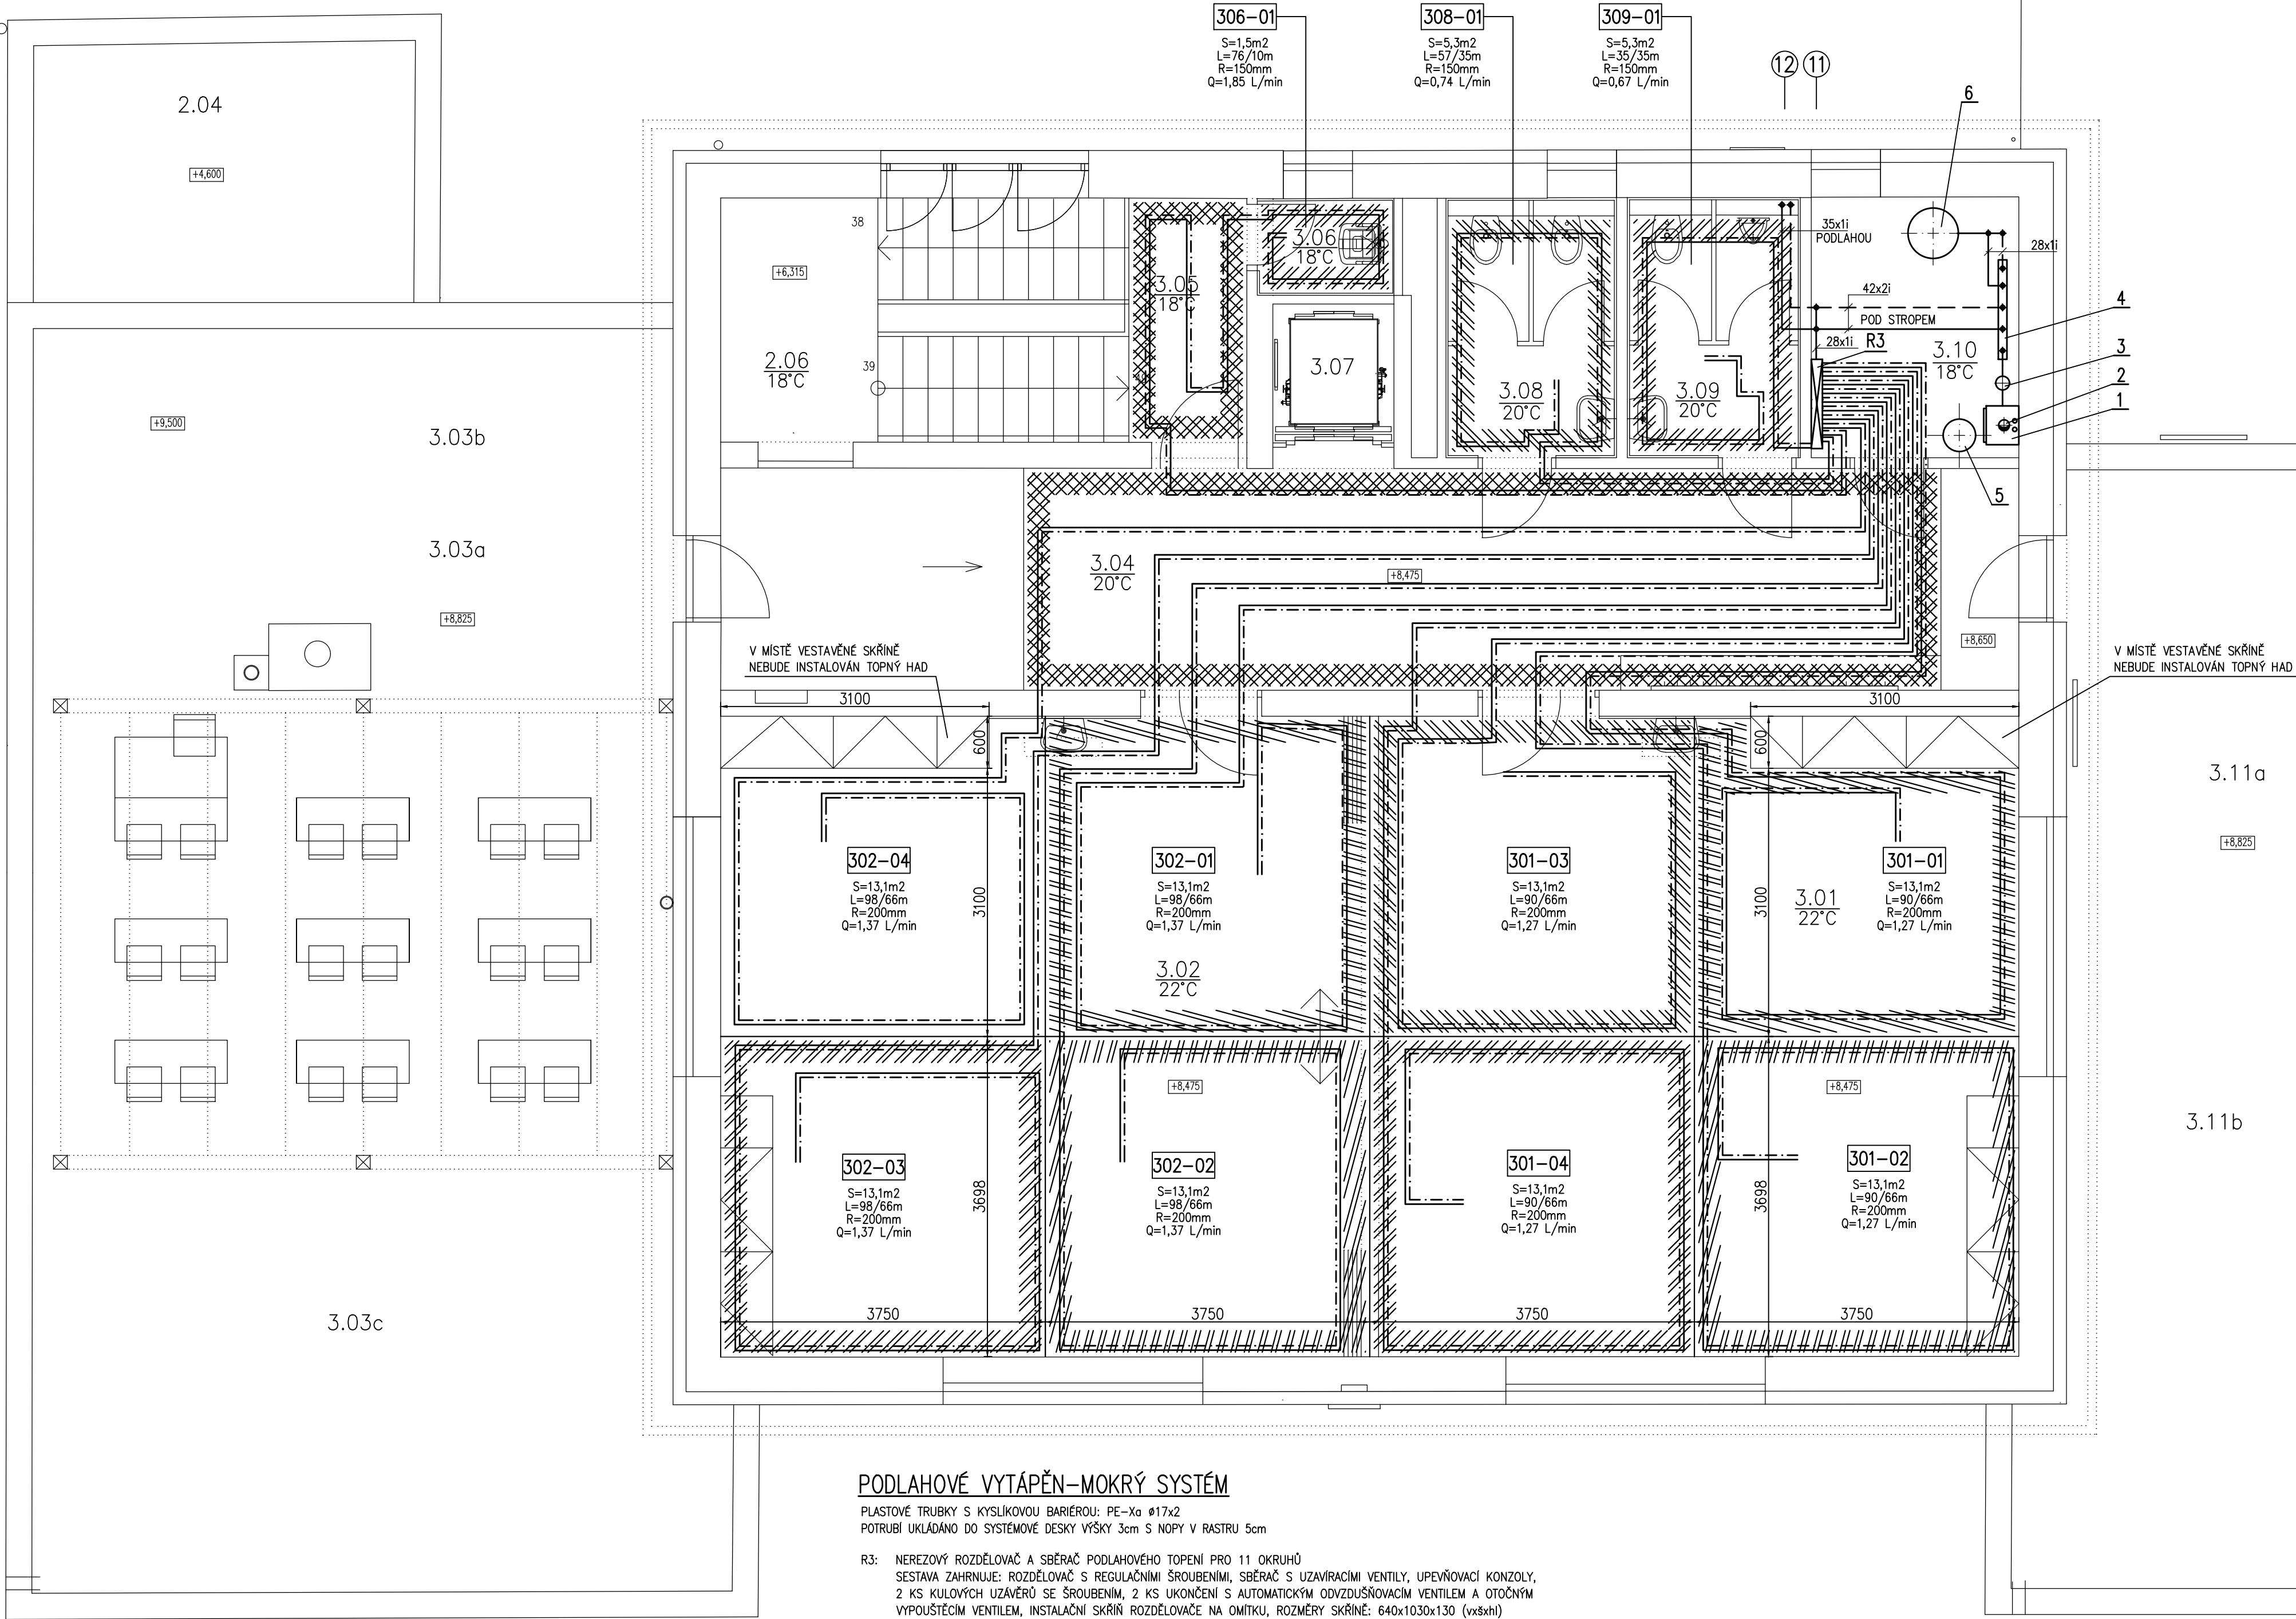 306-01
S=1,5m2
L=76/10m
R=150mm
Q=1,85 L/min
308-01
S=5,3m2
L=57/35m
R=150mm
Q=0,74 L/min
309-01
S=5,3m2
L=35/35m
R=150mm
Q=0,67 L/min
12
11
6
2.04
+4,600
38
+6,315
39
2.06
18°C
3.05
18°C
3.06
18°C
3.07
3.08
20°C
3.09
20°C
35x1i
PODLAHOU
28x1i
42x2i
POD STROPEM
28x1i
R3
3.10
18°C
4
3
2
1
5
+9,500
3.03b
3.03a
+8,825
3.04
20°C
+8,475
+8,650
V MÍSTĚ VESTAVĚNÉ SKŘÍNĚ
NEBUDE INSTALOVÁN TOPNÝ HAD
V MÍSTĚ VESTAVĚNÉ SKŘÍNĚ
NEBUDE INSTALOVÁN TOPNÝ HAD
3100
600
3100
600
3.11a
+8,825
3.11b
302-04
S=13,1m2
L=98/66m
R=200mm
Q=1,37 L/min
3100
302-01
S=13,1m2
L=98/66m
R=200mm
Q=1,37 L/min
3.02
22°C
301-03
S=13,1m2
L=90/66m
R=200mm
Q=1,27 L/min
3100
3.01
22°C
301-01
S=13,1m2
L=90/66m
R=200mm
Q=1,27 L/min
+8,475
+8,475
302-03
S=13,1m2
L=98/66m
R=200mm
Q=1,37 L/min
3698
302-02
S=13,1m2
L=98/66m
R=200mm
Q=1,37 L/min
301-04
S=13,1m2
L=90/66m
R=200mm
Q=1,27 L/min
3698
301-02
S=13,1m2
L=90/66m
R=200mm
Q=1,27 L/min
3750
3750
3750
3750
3.03c
PODLAHOVÉ VYTÁPĚN-MOKRÝ SYSTÉM
PLASTOVÉ TRUBKY S KYSLÍKOVOU BARIÉROU: PE-Xa ø17x2
POTRUBÍ UKLÁDÁNO DO SYSTÉMOVÉ DESKY VÝŠKY 3cm S NOPY V RASTRU 5cm
R3: NEREZOVÝ ROZDĚLOVAČ A SBĚRAČ PODLAHOVÉHO TOPENÍ PRO 11 OKRUHŮ
SESTAVA ZAHRNUJE: ROZDĚLOVAČ S REGULAČNÍMI ŠROUBENÍMI, SBĚRAČ S UZAVÍRACÍMI VENTILY, UPEVŇOVACÍ KONZOLY,
2 KS KULOVÝCH UZÁVĚRŮ SE ŠROUBENÍM, 2 KS UKONČENÍ S AUTOMATICKÝM ODVZDUŠŇOVACÍM VENTILEM A OTOČNÝM
VYPOUŠTĚCÍM VENTILEM, INSTALAČNÍ SKŘÍŇ ROZDĚLOVAČE NA OMÍTKU, ROZMĚRY SKŘÍNĚ: 640x1030x130 (vxšxhl)